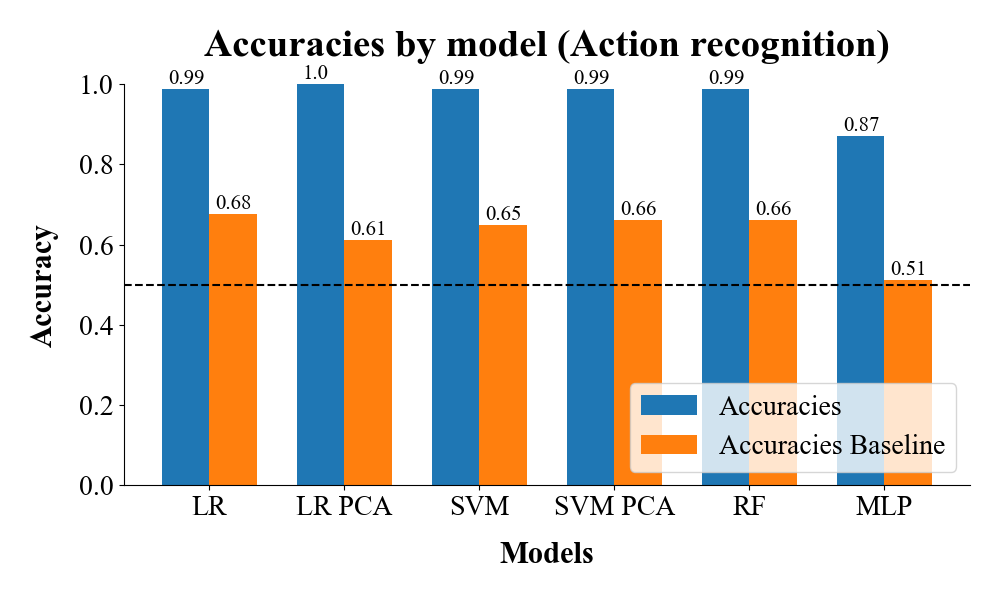 Accuracies by model (Action recognition)
0.99 1.0 0.99 0.99 0.99 0.87
0.68 0.61 0.65 0.66 0.66 0.51
1.0
0.8
0.6
0.4
0.2
0.0
Accuracy
Accuracies
Accuracies Baseline
LR LR PCA SVM SVM PCA RF MLP
Models